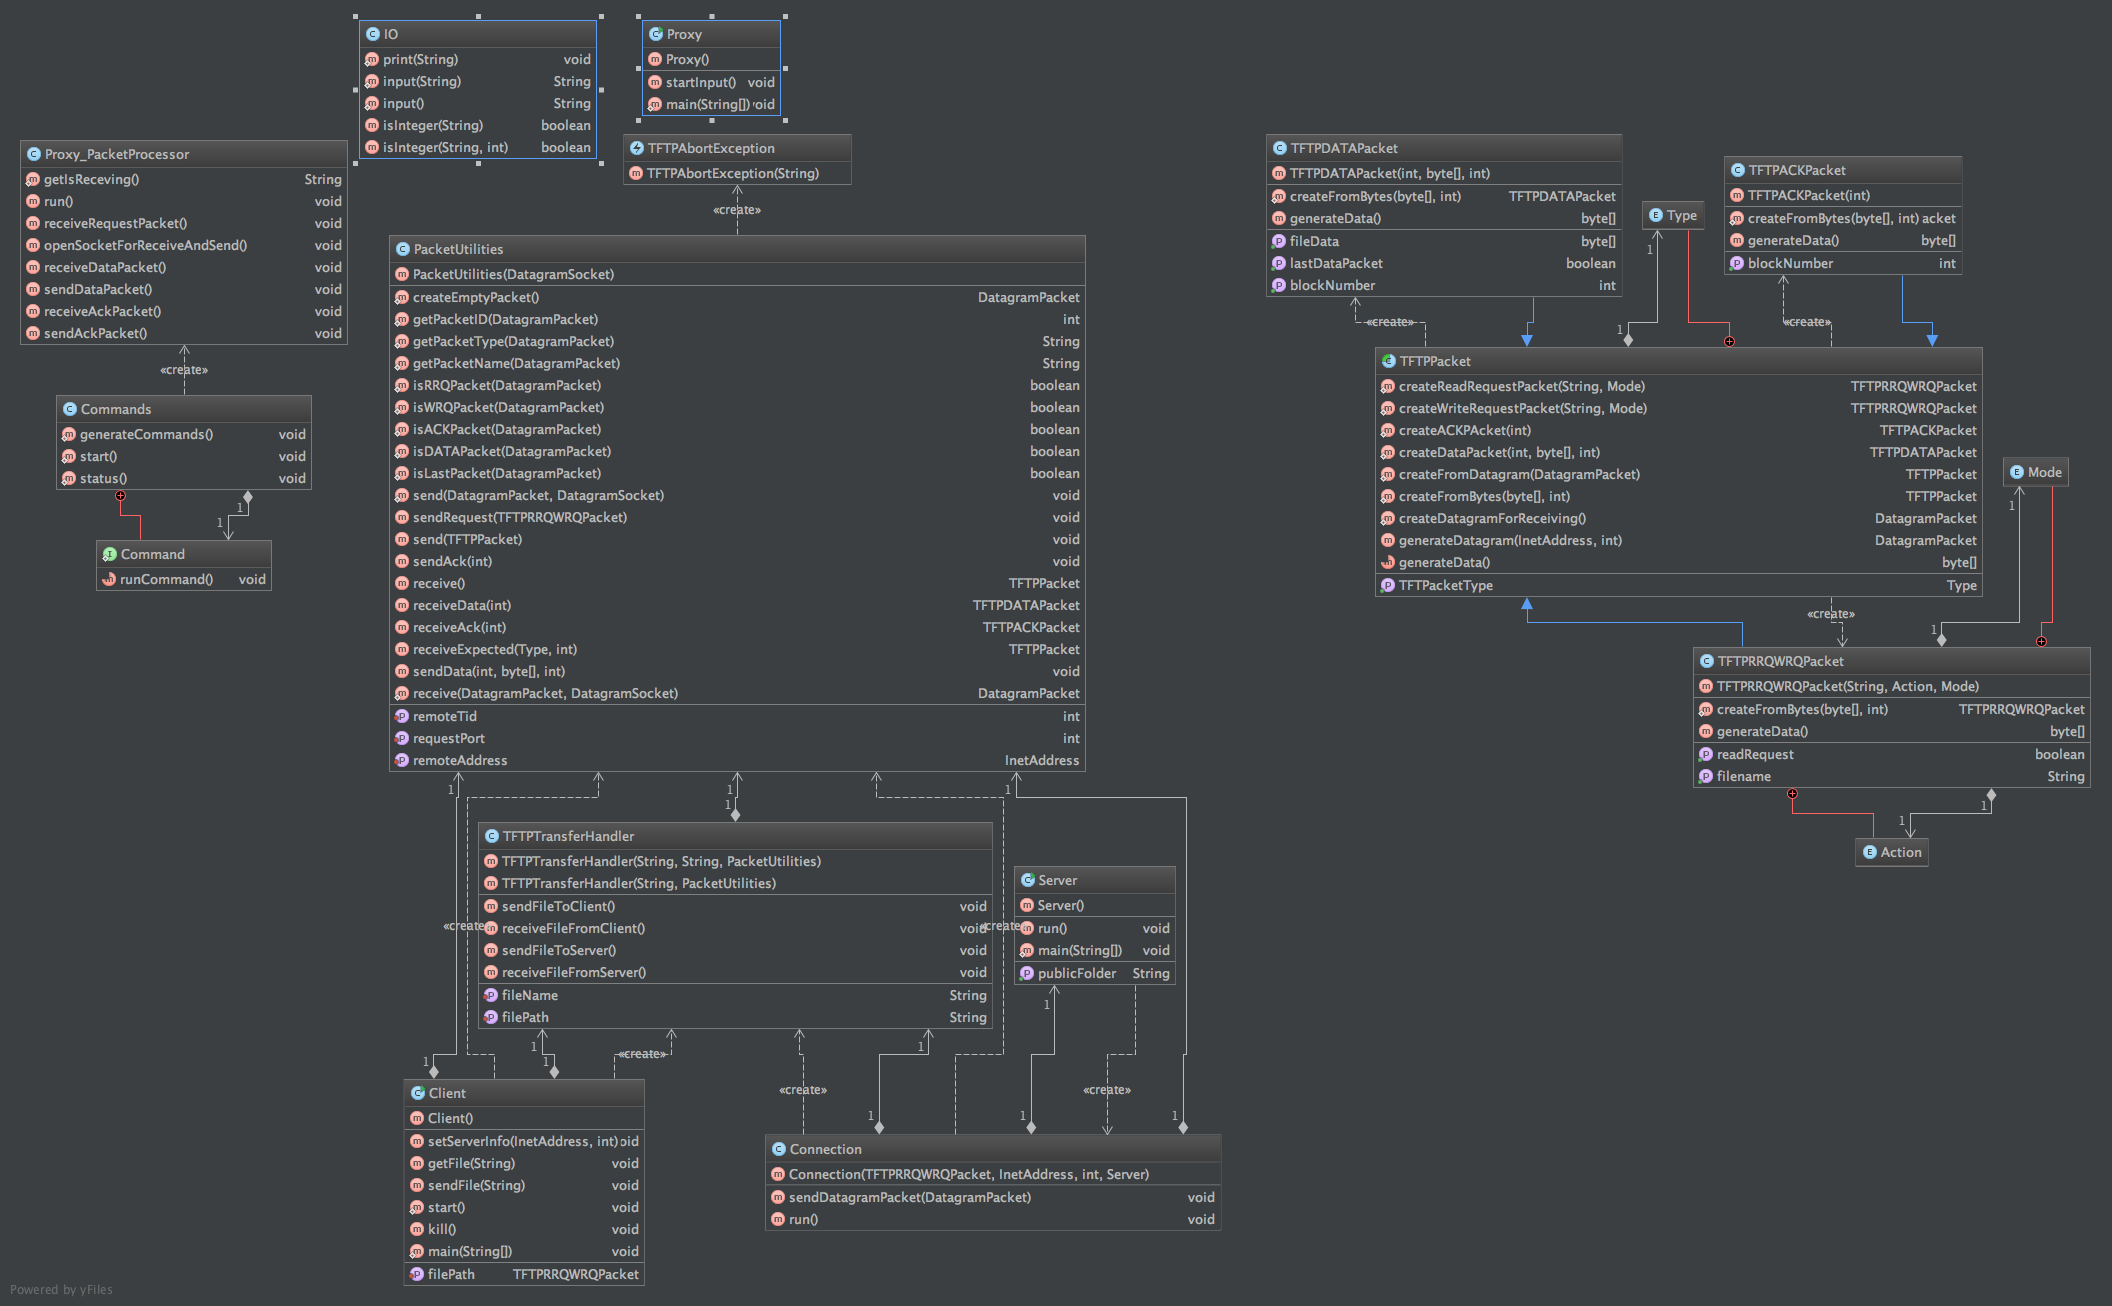 IO
print(String) void
input(String) String
input() String
isInteger(String) boolean
isInteger(String, int) boolean
Proxy
Proxy()
startInput() void
main(String[]) void
Proxy_PacketProcessor
getIsReceving() String
run() void
receiveRequestPacket() void
openSocketForReceiveAndSend() void
receiveDataPacket() void
sendDataPacket() void
receiveAckPacket() void
sendAckPacket() void
«create»
Commands
generateCommands() void
start() void
status() void
1
1
Command
runCommand() void
TFTPAbortException
TFTPAbortException(String)
«create»
PacketUtilities
PacketUtilities(DatagramSocket)
createEmptyPacket() DatagramPacket
getPacketID(DatagramPacket) int
getPacketType(DatagramPacket) String
getPacketName(DatagramPacket) String
isRRQPacket(DatagramPacket) boolean
isWRQPacket(DatagramPacket) boolean
isACKPacket(DatagramPacket) boolean
isDATAPacket(DatagramPacket) boolean
isLastPacket(DatagramPacket) boolean
send(DatagramPacket, DatagramSocket) void
sendRequest(TFTPRRQWRQPacket) void
send(TFTPPacket) void
sendAck(int) void
receive() TFTPPacket
receiveData(int) TFTPDATAPacket
receiveAck(int) TFTPACKPacket
receiveExpected(Type, int) TFTPPacket
sendData(int, byte[], int) void
receive(DatagramPacket, DatagramSocket) DatagramPacket
remoteTid int
requestPort int
remoteAddress InetAddress
1 1 1
1
TFTPTransferHandler
TFTPTransferHandler(String, String, PacketUtilities)
TFTPTransferHandler(String, PacketUtilities)
sendFileToClient() void
receiveFileFromClient() void
sendFileToServer() void
receiveFileFromServer() void
fileName String
filePath String
«create»
«create»
Server
Server()
run() void
main(String[]) void
publicFolder String
1
1 1
1 1
«create»
«create»
«create»
1 1 1
Client
Client()
setServerInfo(InetAddress, int) oid
getFile(String) void
sendFile(String) void
start() void
kill() void
main(String[]) void
filePath TFTPRRQWRQPacket
Connection
Connection(TFTPRRQWRQPacket, InetAddress, int, Server)
sendDatagramPacket(DatagramPacket) void
run() void
TFTPDATAPacket
TFTPDATAPacket(int, byte[], int)
createFromBytes(byte[], int) TFTPDATAPacket
generateData() byte[]
fileData byte[]
lastDataPacket boolean
blockNumber int
Type
1
1
TFTPACKPacket
TFTPACKPacket(int)
createFromBytes(byte[], int) acket
generateData() byte[]
blockNumber int
«create»
«create»
TFTPPacket
createReadRequestPacket(String, Mode) TFTPRRQWRQPacket
createWriteRequestPacket(String, Mode) TFTPRRQWRQPacket
createACKPAcket(int) TFTPACKPacket
createDataPacket(int, byte[], int) TFTPDATAPacket
createFromDatagram(DatagramPacket) TFTPPacket
createFromBytes(byte[], int) TFTPPacket
createDatagramForReceiving() DatagramPacket
generateDatagram(InetAddress, int) DatagramPacket
generateData() byte[]
TFTPacketType Type
Mode
1
«create»
1
TFTPRRQWRQPacket
TFTPRRQWRQPacket(String, Action, Mode)
createFromBytes(byte[], int) TFTPRRQWRQPacket
generateData() byte[]
readRequest boolean
filename String
1
1
Action
Powered by yFiles